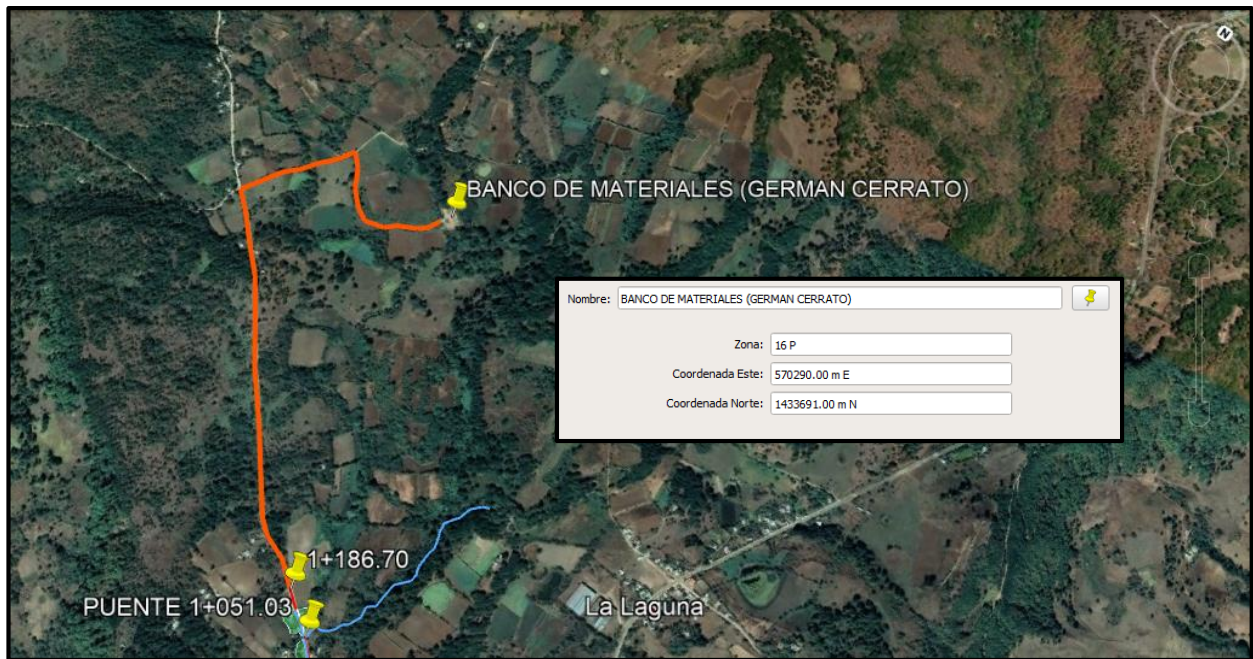 N
BANCO DE MATERIALES (GERMAN CERRATO)
Nombre: BANCO DE MATERIALES (GERMAN CERRATO)
Zona: 16 P
Coordenada Este: 570290.00 m E
Coordenada Norte: 1433691.00 m N
1+186.70
PUENTE 1+051.03
La Laguna